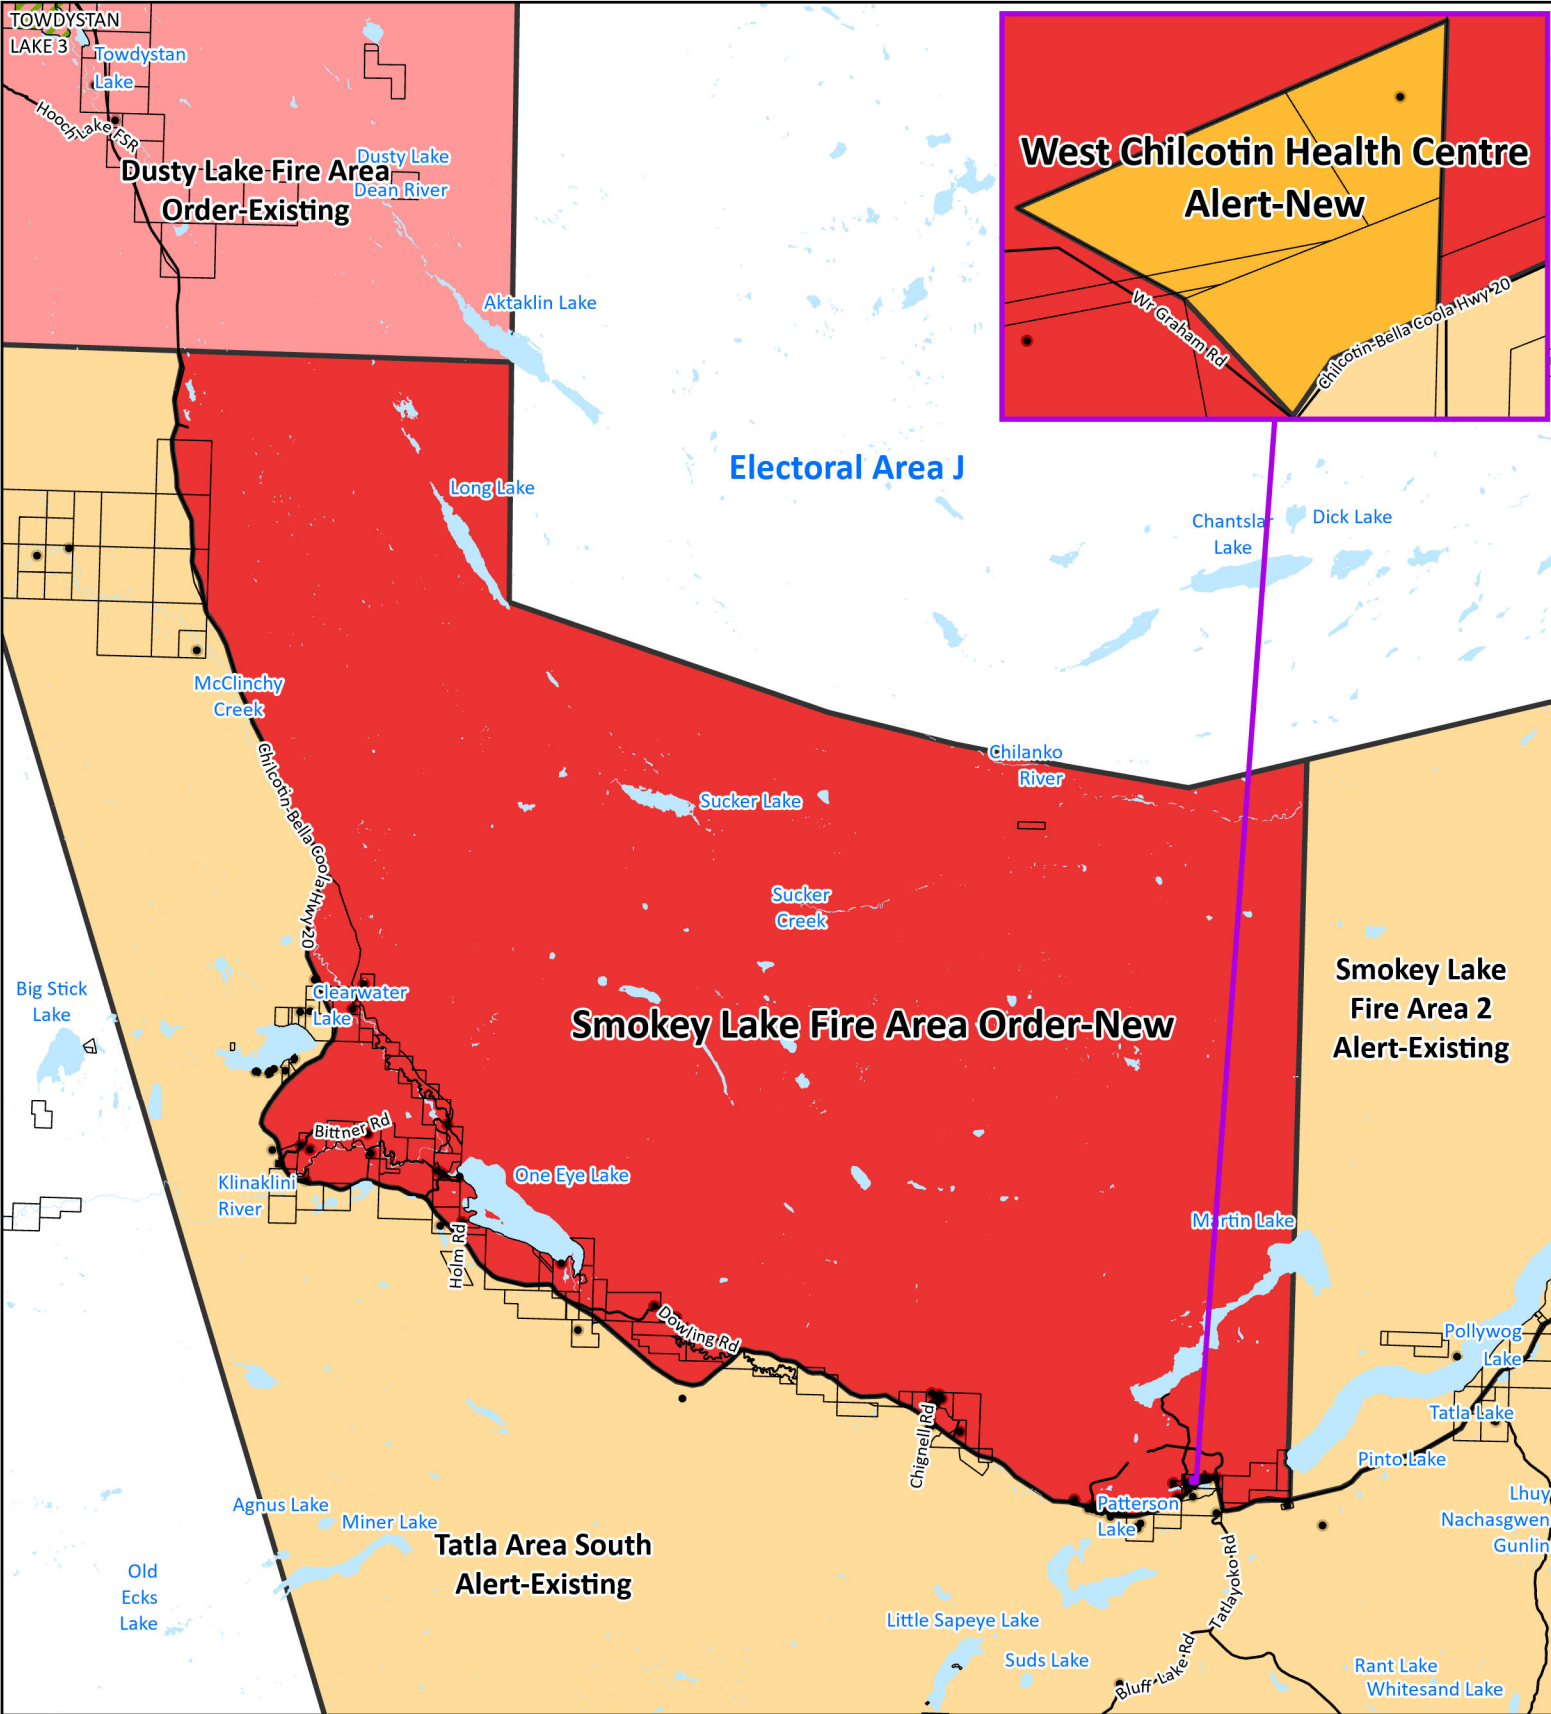 TOWDYSTAN
LAKE 3
Towdystan
Lake
Hooch Lake FSR
Dusty Lake Fire Area
Order-Existing
Dusty Lake
Dean River
Aktaklin Lake
West Chilcotin Health Centre
Alert-New
Wr Graham Rd
Chilcotin-Bella Coola Hwy 20
Electoral Area J
Long Lake
Chantslar
Lake
Dick Lake
McClinchy
Creek
Chilcotin-Bella Coola Hwy 20
Chilanko
River
Sucker Lake
Sucker
Creek
Smokey Lake
Fire Area 2
Alert-Existing
Big Stick
Lake
Clearwater
Lake
Smokey Lake Fire Area Order-New
Bittner Rd
One Eye Lake
Klinaklini
River
Holm Rd
Martin Lake
Dowling Rd
Pollywog
Lake
Chignell Rd
Tatla Lake
Pinto Lake
Agnus Lake
Miner Lake
Patterson
Lake
Lhuy
Nachasgwen
Gunlin
Tatla Area South
Alert-Existing
Old
Ecks
Lake
Tatlayoko Rd
Little Sapeye Lake
Suds Lake
Bluff Lake Rd
Rant Lake
Whitesand Lake